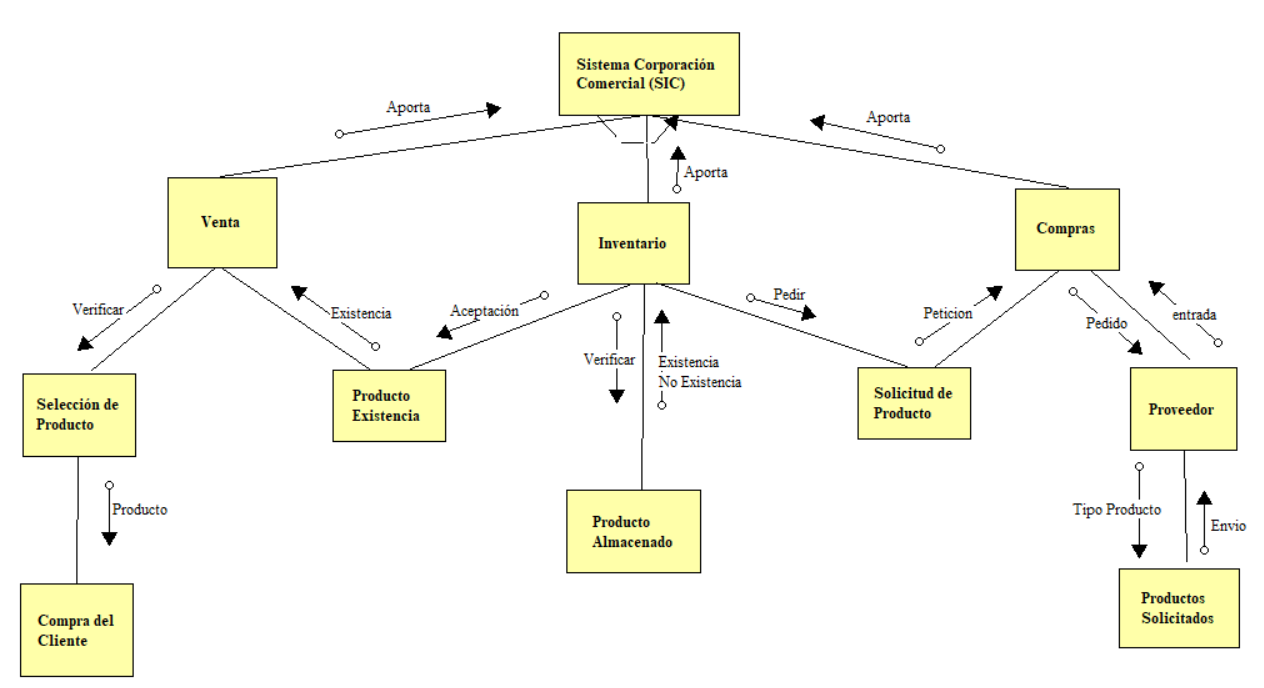 Sistema Corporación
Comercial (SIC)
Aporta
Aporta
Aporta
Venta
Inventario
Compras
Verificar
Existencia
Aceptación
Pedir
Peticion
Pedido
entrada
Verificar
Existencia
No Existencia
Selección de
Producto
Producto
Existencia
Solicitud de
Producto
Proveedor
Producto
Tipo Producto
Envio
Producto
Almacenado
Productos
Solicitados
Compra del
Cliente